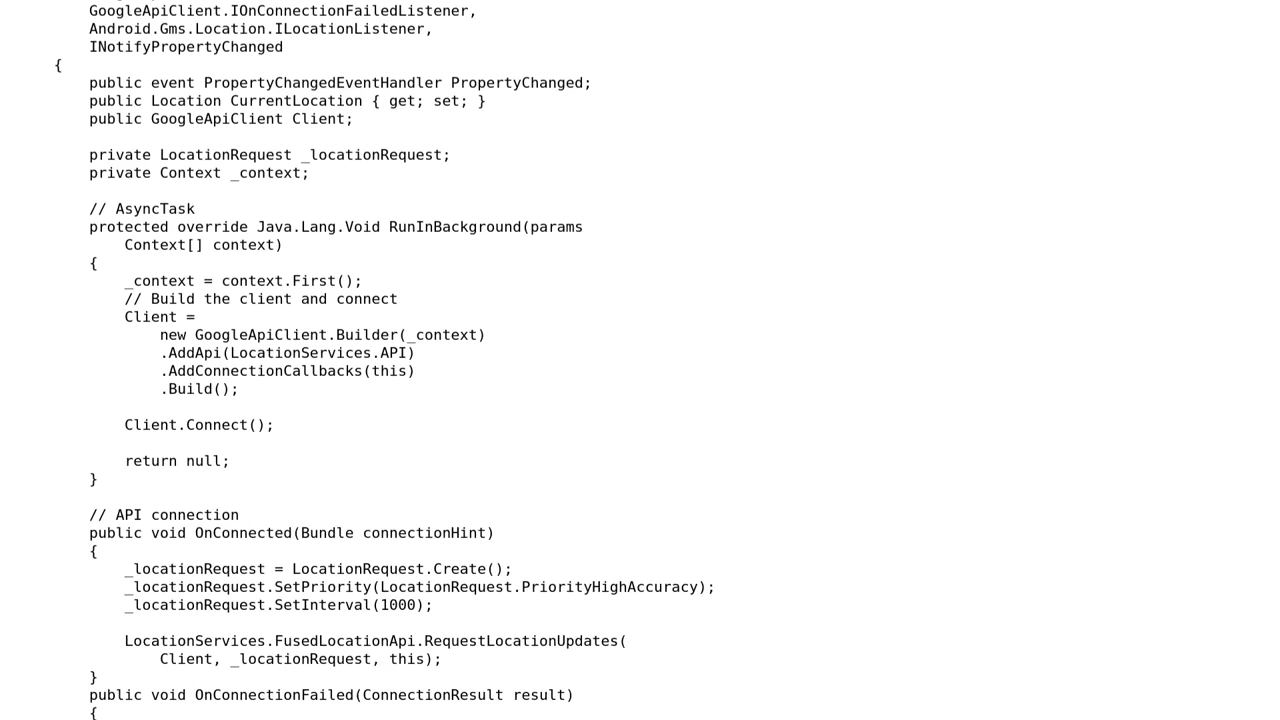 GoogleApiClient.IOnConnectionFailedListener,
Android.Gms.Location.ILocationListener,
INotifyPropertyChanged
{
public event PropertyChangedEventHandler PropertyChanged;
public Location CurrentLocation { get; set; }
public GoogleApiClient Client;
private LocationRequest _locationRequest;
private Context _context;
// AsyncTask
protected override Java.Lang.Void RunInBackground(params
Context[] context)
{
_context = context.First();
// Build the client and connect
Client =
new GoogleApiClient.Builder(_context)
.AddApi(LocationServices.API)
.AddConnectionCallbacks(this)
.Build();
Client.Connect();
return null;
}
// API connection
public void OnConnected(Bundle connectionHint)
{
_locationRequest = LocationRequest.Create();
_locationRequest.SetPriority(LocationRequest.PriorityHighAccuracy);
_locationRequest.SetInterval(1000);
LocationServices.FusedLocationApi.RequestLocationUpdates(
Client, _locationRequest, this);
}
public void OnConnectionFailed(ConnectionResult result)
{